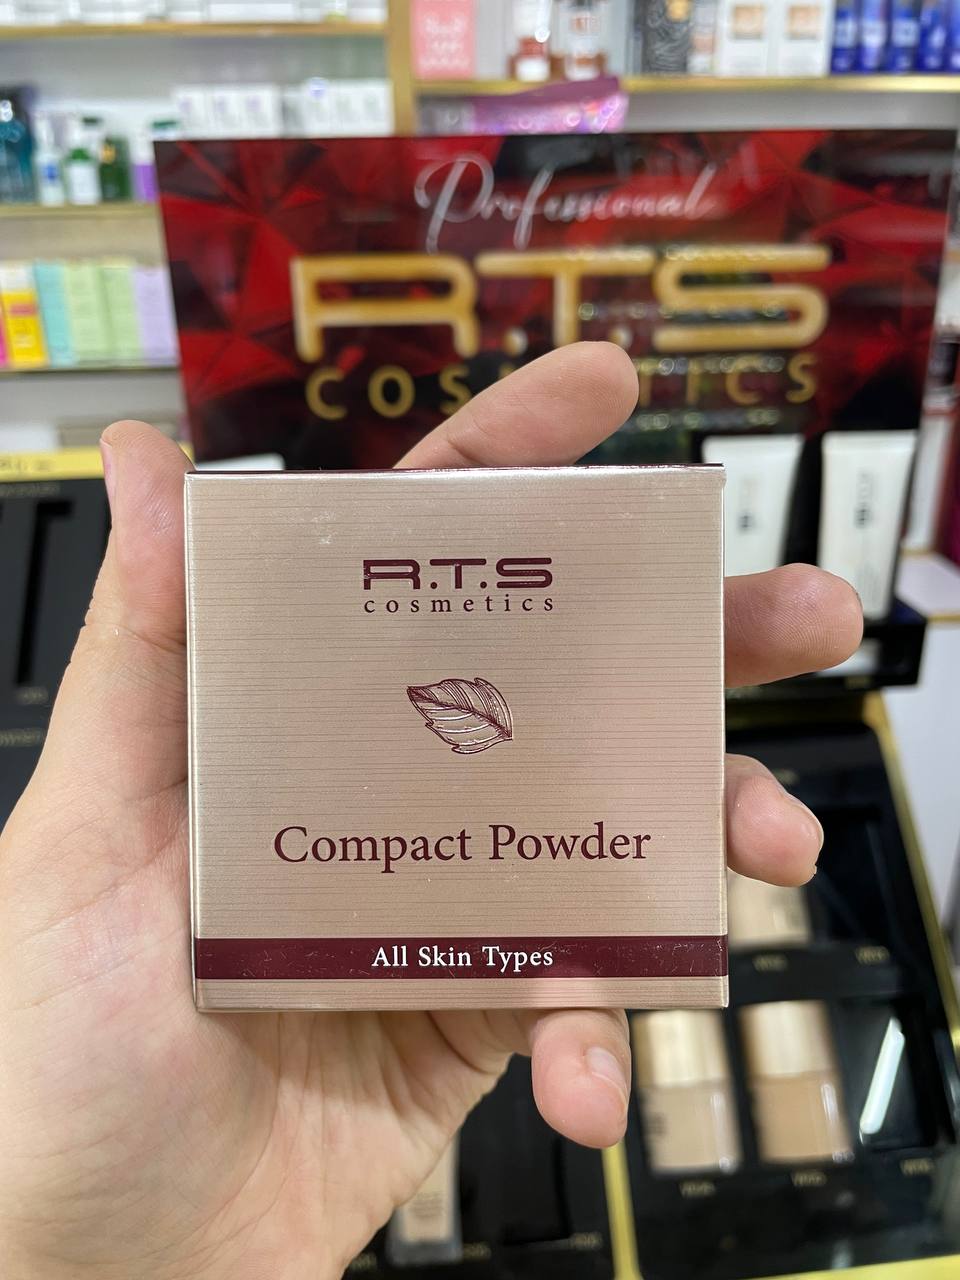 Professional
R.T.S
COSMETICS
R.T.S
cosmetics
Compact Powder
All Skin Types